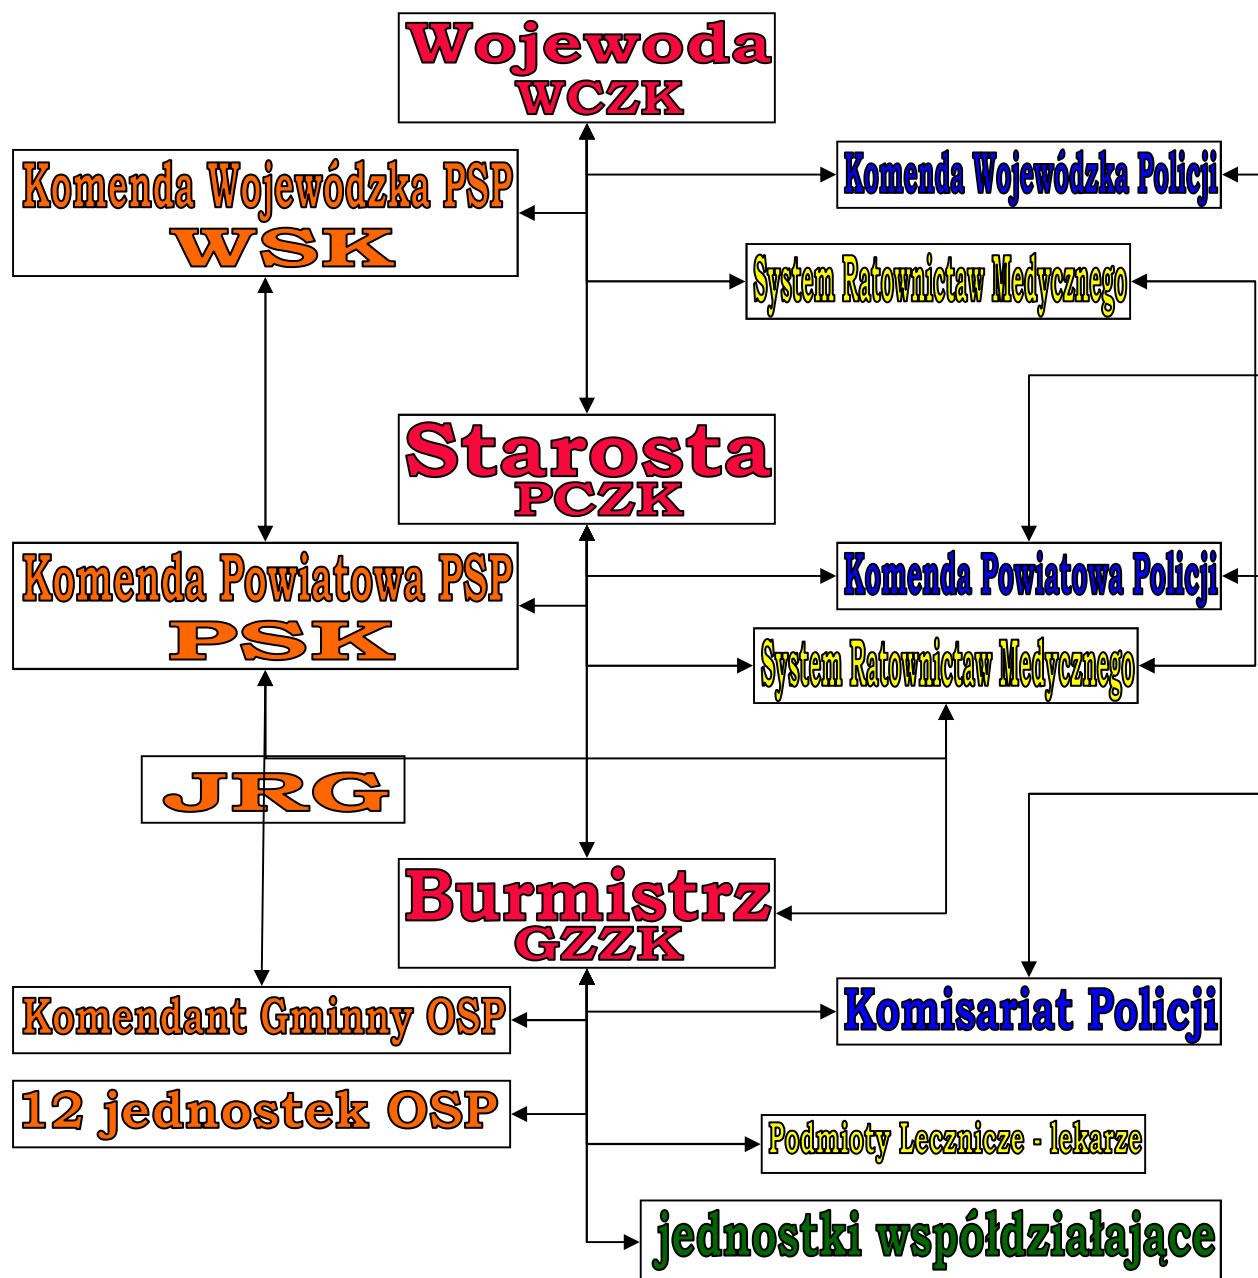 Wojewoda
WCZK
Komenda Wojewódzka PSP
WSK
Komenda Wojewódzka Policji
System Ratownictaw Medycznego
Starosta
PCZK
Komenda Powiatowa PSP
PSK
Komenda Powiatowa Policji
System Ratownictaw Medycznego
JRG
Burmistrz
GZZK
Komendant Gminny OSP
Komisariat Policji
12 jednostek OSP
Podmioty Lecznicze - lekarze
jednostki współdziałające